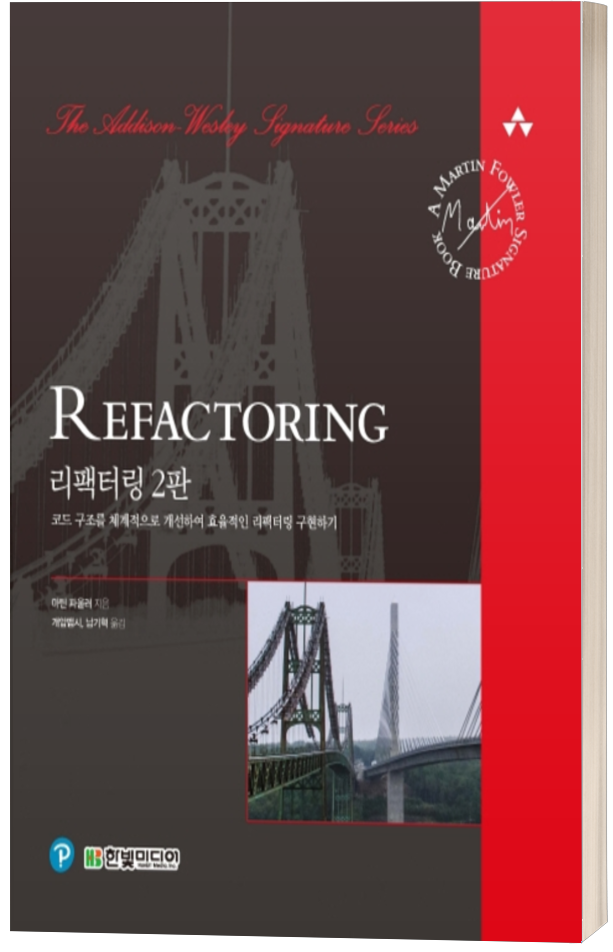 The Addison-Wesley Signature Series
A MARTIN FOWLER SIGNATURE BOOK
Martin
REFACTORING
리팩터링 2판
코드 구조를 체계적으로 개선하여 효율적인 리팩터링 구현하기
마틴 파울러 지음
개앞맵시, 남기혁 옮김
P
HB 한빛미디어